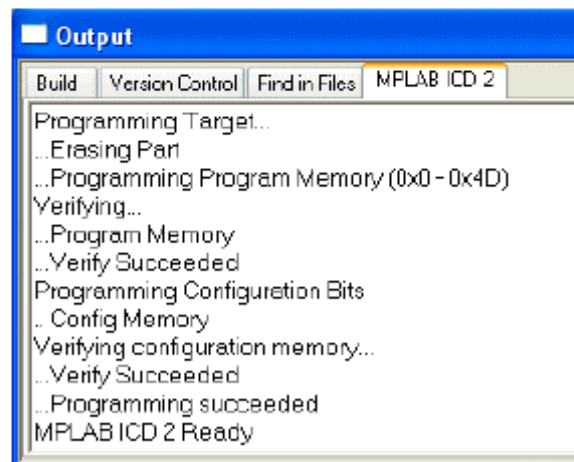 Output
Build Version Control Find in Files MPLAB ICD 2
Programming Target...
...Erasing Part
...Programming Program Memory (0x0 - 0x4D)
Verifying...
...Program Memory
...Verify Succeeded
Programming Configuration Bits
.. Config Memory
Verifying configuration memory...
...Verify Succeeded
...Programming succeeded
MPLAB ICD 2 Ready